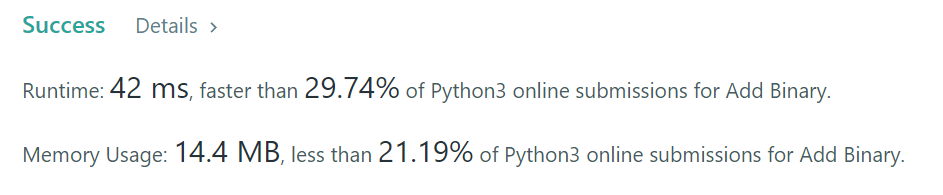 Success Details >
Runtime: 42 ms, faster than 29.74% of Python3 online submissions for Add Binary.
Memory Usage: 14.4 MB, less than 21.19% of Python3 online submissions for Add Binary.